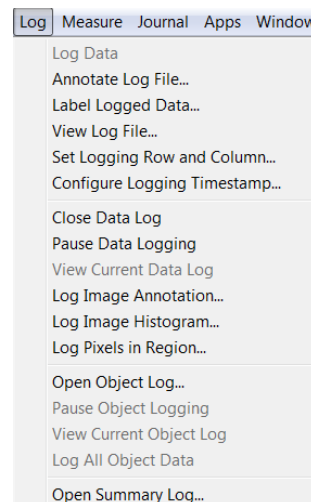 Log Measure Journal Apps Window
Log Data
Annotate Log File...
Label Logged Data...
View Log File...
Set Logging Row and Column...
Configure Logging Timestamp...
Close Data Log
Pause Data Logging
View Current Data Log
Log Image Annotation...
Log Image Histogram...
Log Pixels in Region...
Open Object Log...
Pause Object Logging
View Current Object Log
Log All Object Data
Open Summary Log...